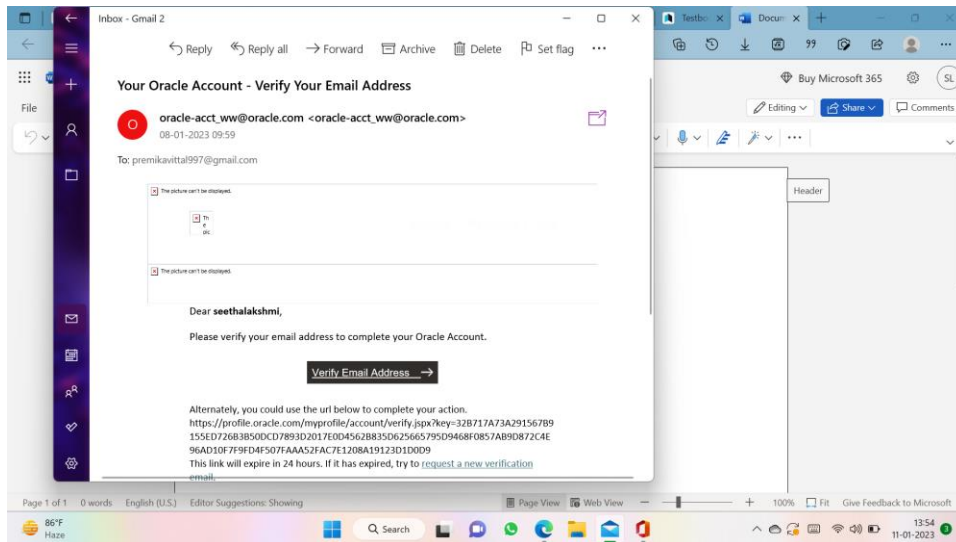 Inbox - Gmail 2
Testbo
Docum
Reply Reply all Forward Archive Delete Set flag
Buy Microsoft 365
SL
Your Oracle Account - Verify Your Email Address
File
Editing
Share
Comments
oracle-acct_ww@oracle.com <oracle-acct_ww@oracle.com>
08-01-2023 09:59
To: premikavittal997@gmail.com
The picture can't be displayed.
Header
Th
e
pic
The picture can't be displayed.
Dear seethalakshmi,
Please verify your email address to complete your Oracle Account.
Verify Email Address
Alternately, you could use the url below to complete your action.
https://profile.oracle.com/myprofile/account/verify.jspx?key=32B717A73A291567B9
155ED726B3B50DCD7893D2017E0D4562B835D625665795D9468F0857AB9D872C4E
96AD10F7F9FD4F507FAAA52FAC7E1208A19123D1D0D9
This link will expire in 24 hours. If it has expired, try to request a new verification
email.
Page 1 of 1 0 words English (U.S.) Editor Suggestions: Showing Page View Web View 100% Fit Give Feedback to Microsoft
86°F
Haze
Search
13:54
11-01-2023